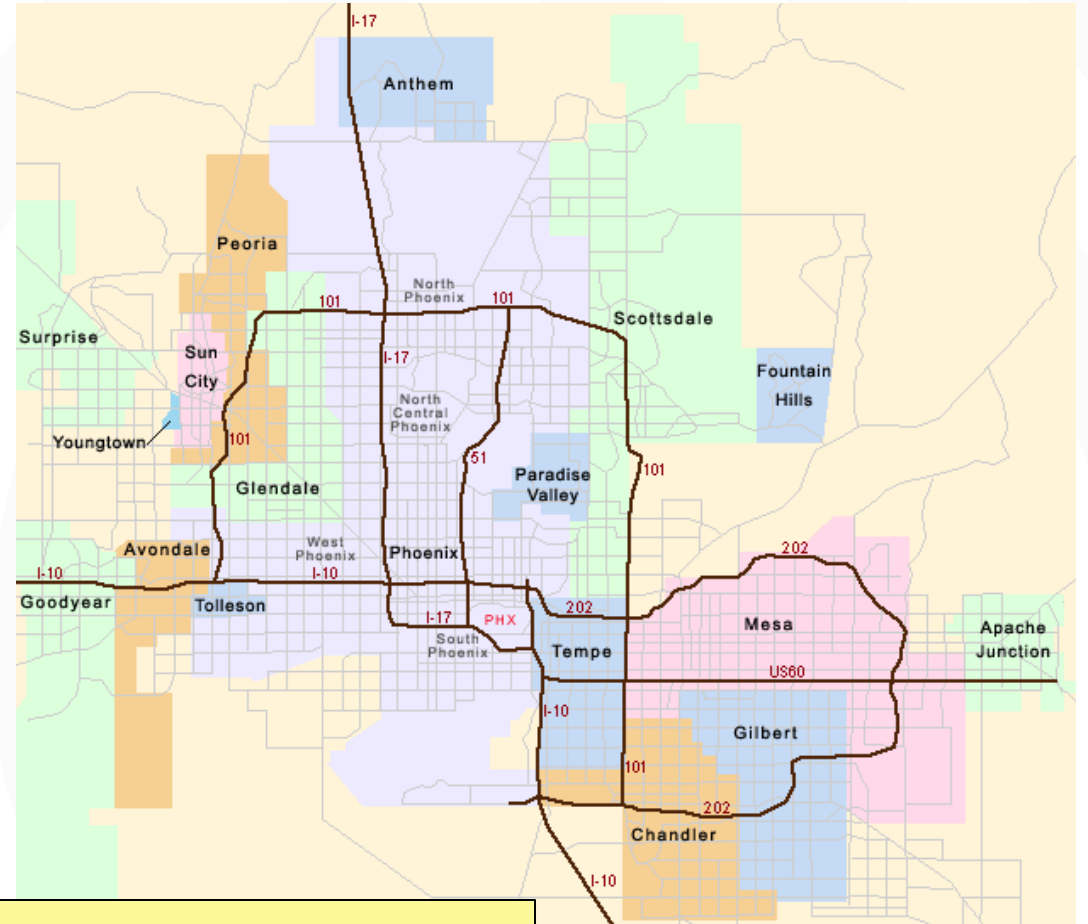 I-17
Anthem
Peoria
North
Phoenix
101
101
Scottsdale
Surprise
Sun
City
I-17
Fountain
Hills
North
Central
Phoenix
Youngtown
101
51
101
Paradise
Valley
Glendale
West
Phoenix
Phoenix
Avondale
202
I-10
I-10
Goodyear
Tolleson
202
I-17
PHX
South
Phoenix
Mesa
Apache
Junction
Tempe
US60
I-10
Gilbert
101
202
Chandler
I-10